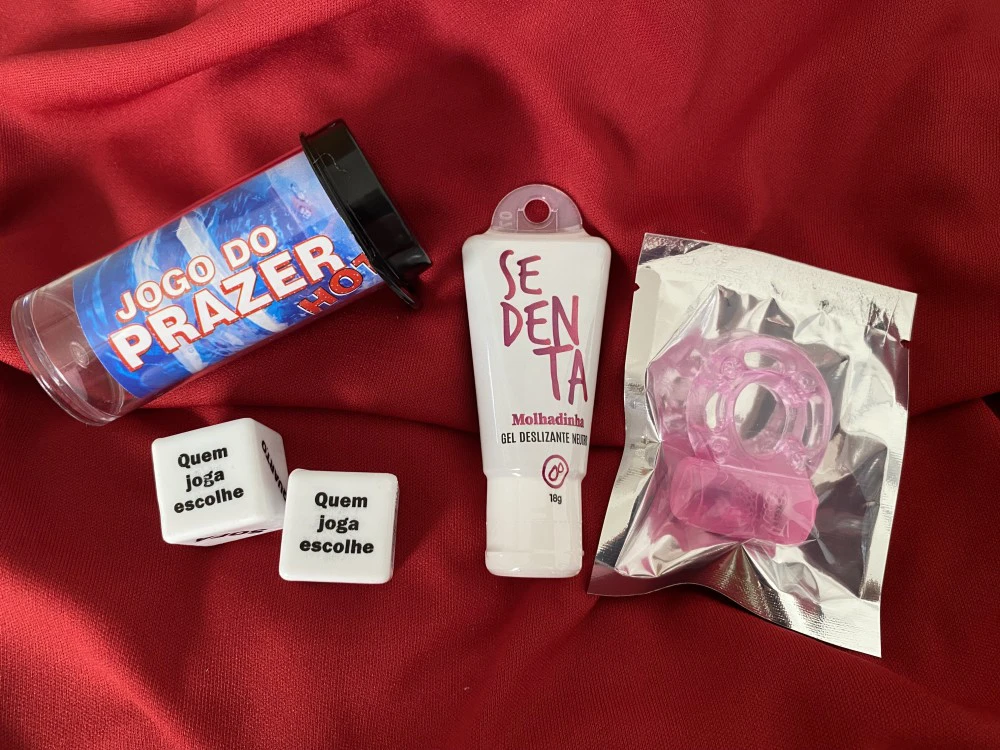 JOGO DO
PRAZER
HOT
SE
DEN
TA
Molhadinha
GEL DESLIZANTE NEUTRO
18g
Quem
joga
escolhe
Quem
joga
escolhe